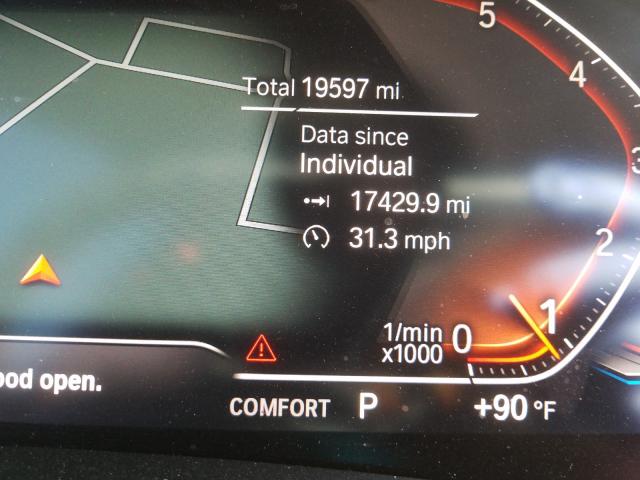 5
4
Total 19597 mi
Data since
3
Individual
17429.9 mi
31.3 mph
2
1
1/min
x1000
0
open.
COMFORT P +90 °F